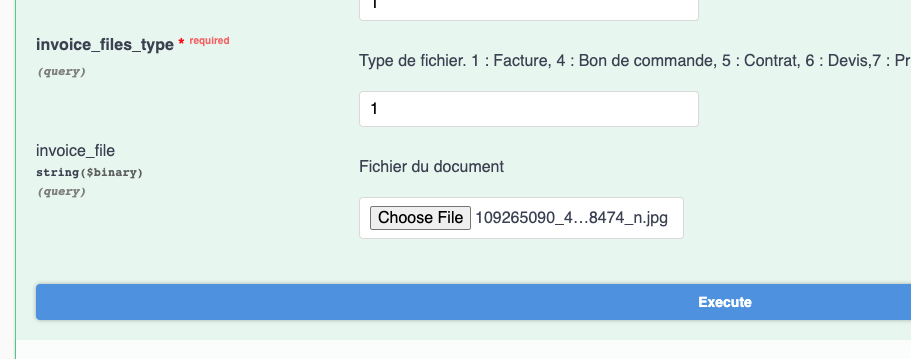 invoice_files_type * required
(query)
Type de fichier. 1 : Facture, 4 : Bon de commande, 5 : Contrat, 6 : Devis,7 : Pr
1
invoice_file
string($binary)
(query)
Fichier du document
Choose File 109265090_4...8474_n.jpg
Execute